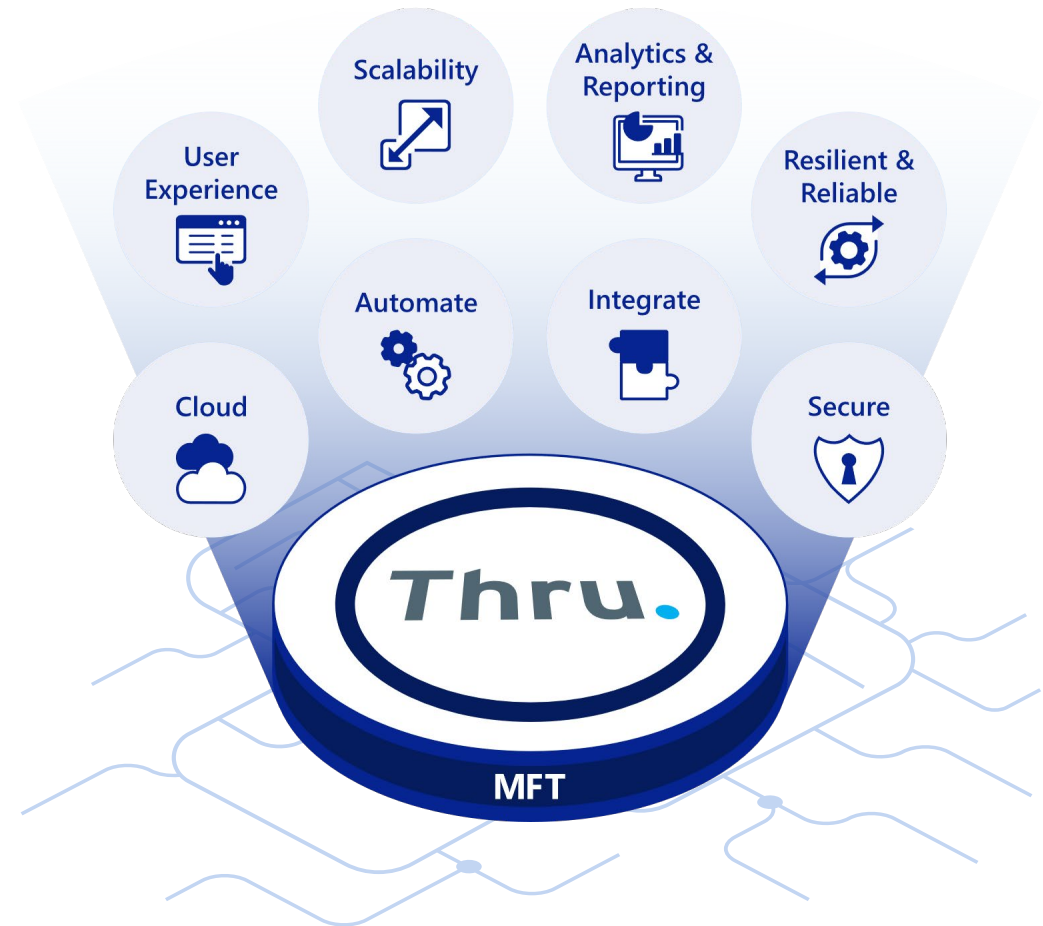 Scalability
Analytics &
Reporting
User
Experience
Resilient &
Reliable
Automate
Integrate
Cloud
Secure
Thru.
MFT